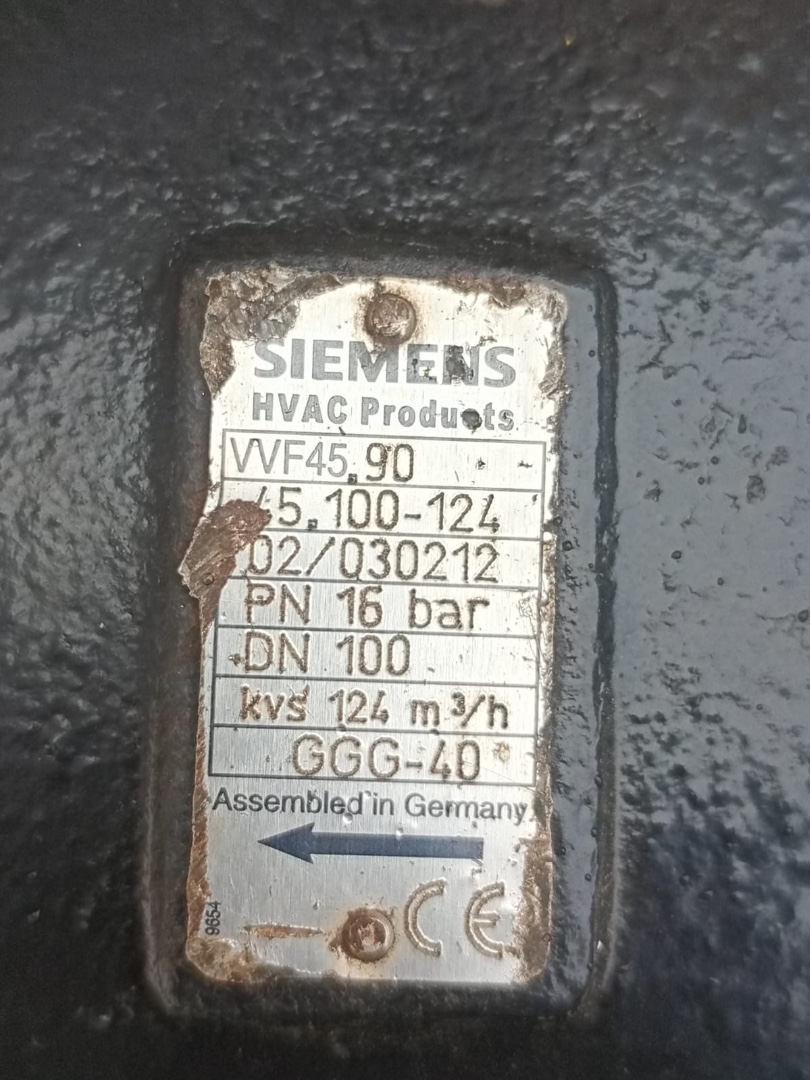 SIEMENS
HVAC Products
VVF45.90
45.100-124
02/030212
PN 16 bar
DN 100
kvs 124 m³/h
GGG-40
Assembled in Germany
CE
9654